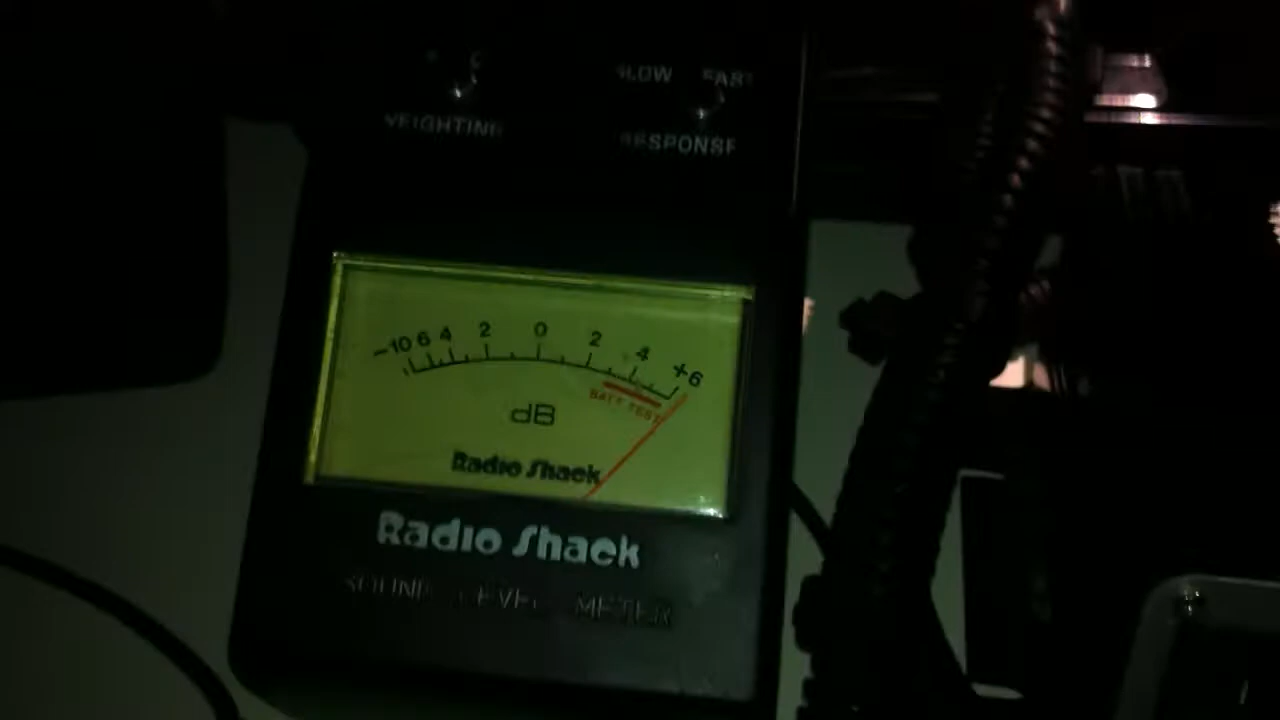 SLOW FAST
WEIGHTING
RESPONSE
-10 6 4 2 0 2 4 +6
BATT TEST
dB
Radio Shack
Radio Shack
SOUND LEVEL METER